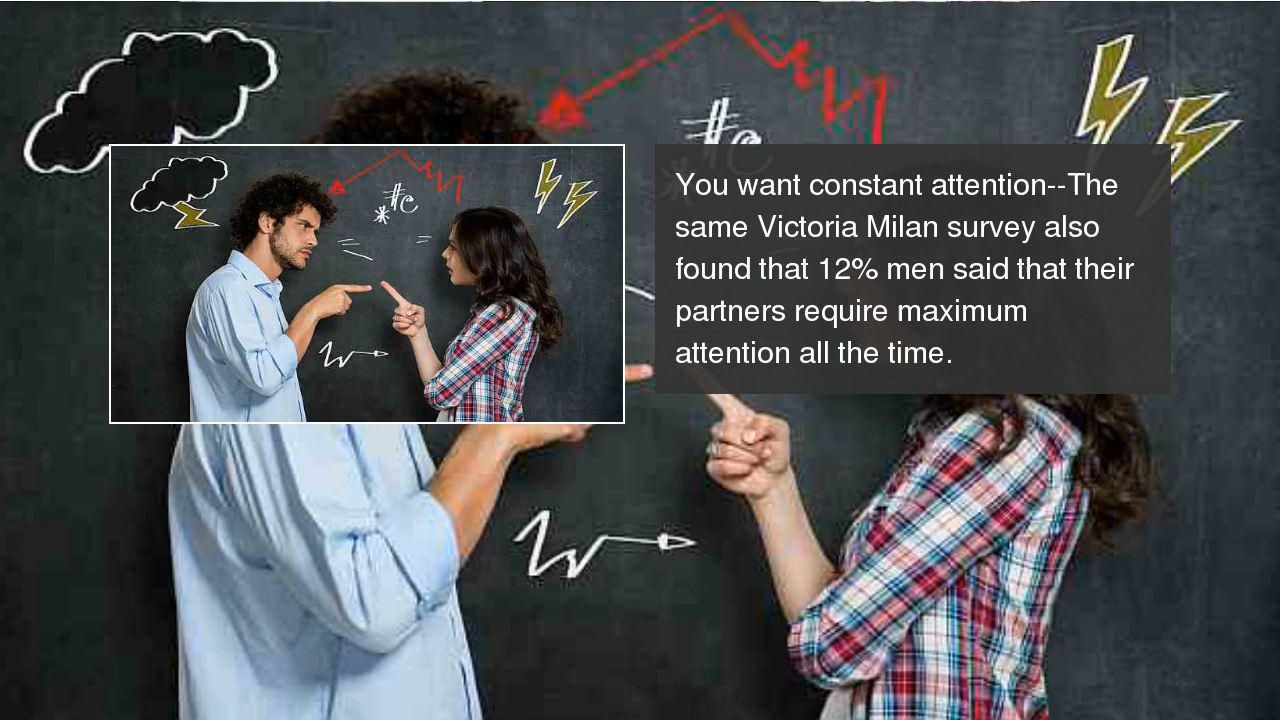 #e
*
You want constant attention--The
same Victoria Milan survey also
found that 12% men said that their
partners require maximum
attention all the time.